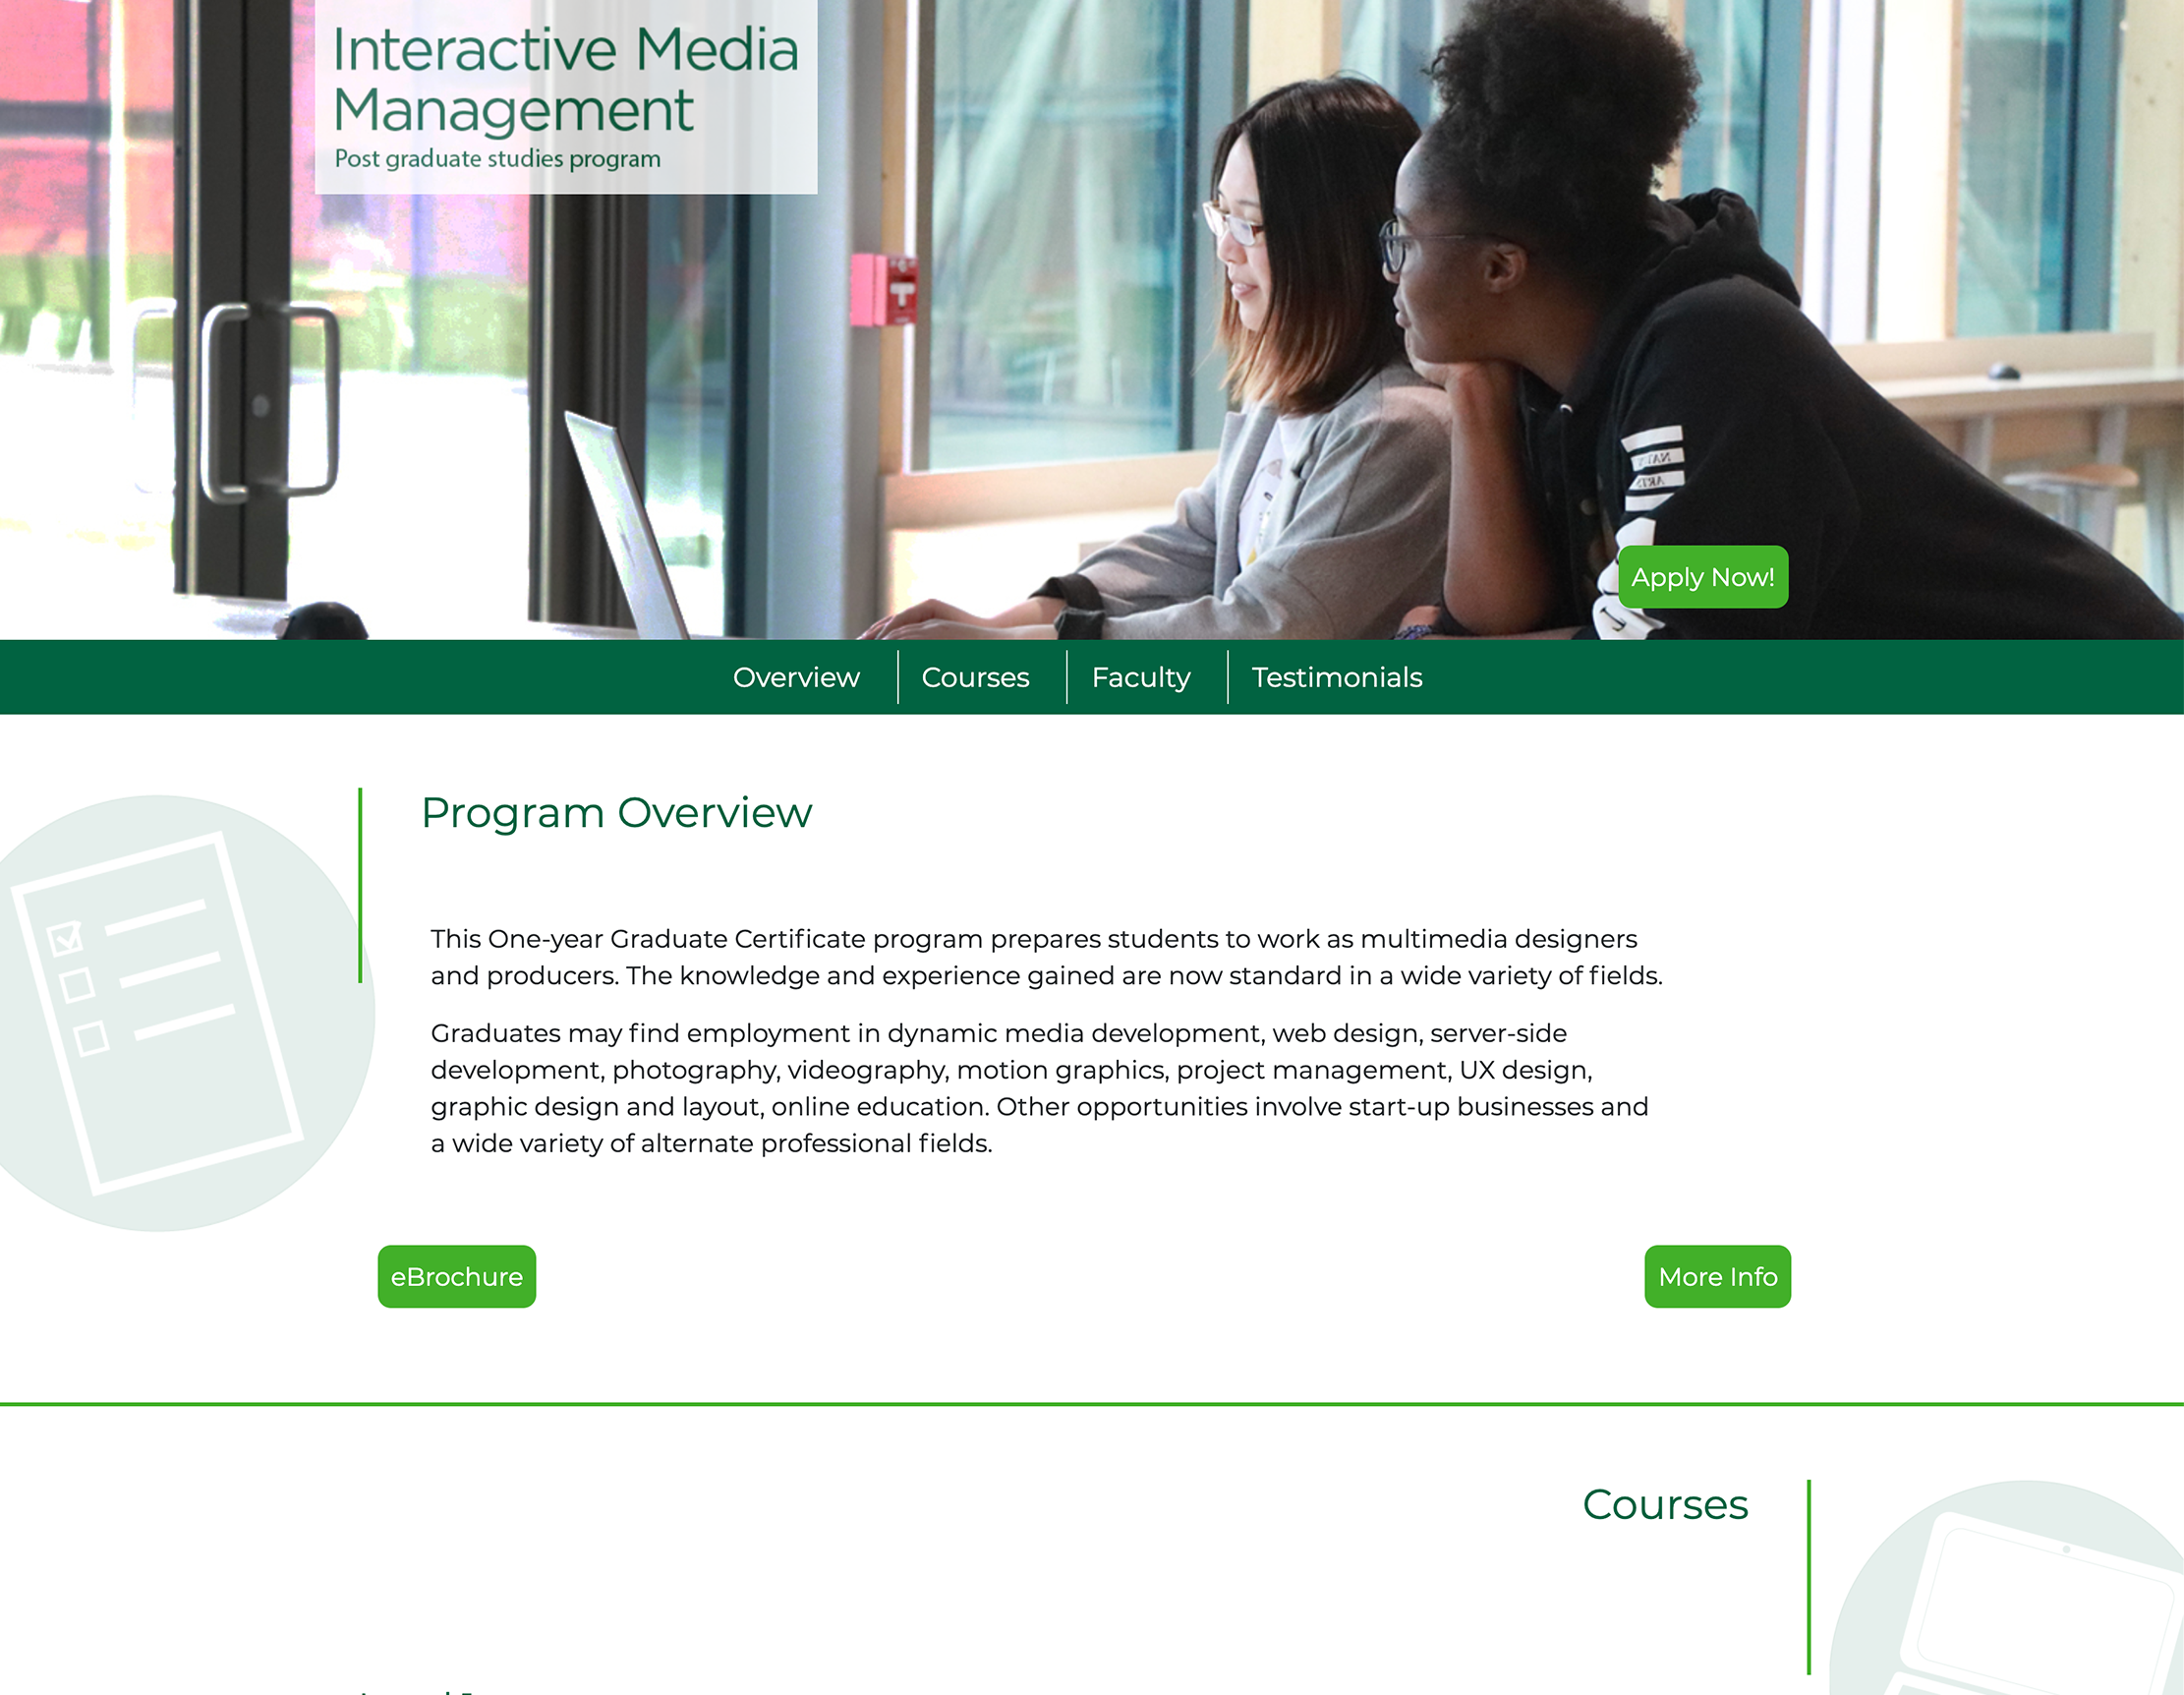 Interactive Media
Management
Post graduate studies program
Apply Now!
Overview
Courses
Faculty
Testimonials
Program Overview
This One-year Graduate Certificate program prepares students to work as multimedia designers
and producers. The knowledge and experience gained are now standard in a wide variety of fields.
Graduates may find employment in dynamic media development, web design, server-side
development, photography, videography, motion graphics, project management, UX design,
graphic design and layout, online education. Other opportunities involve start-up businesses and
a wide variety of alternate professional fields.
eBrochure
More Info
Courses